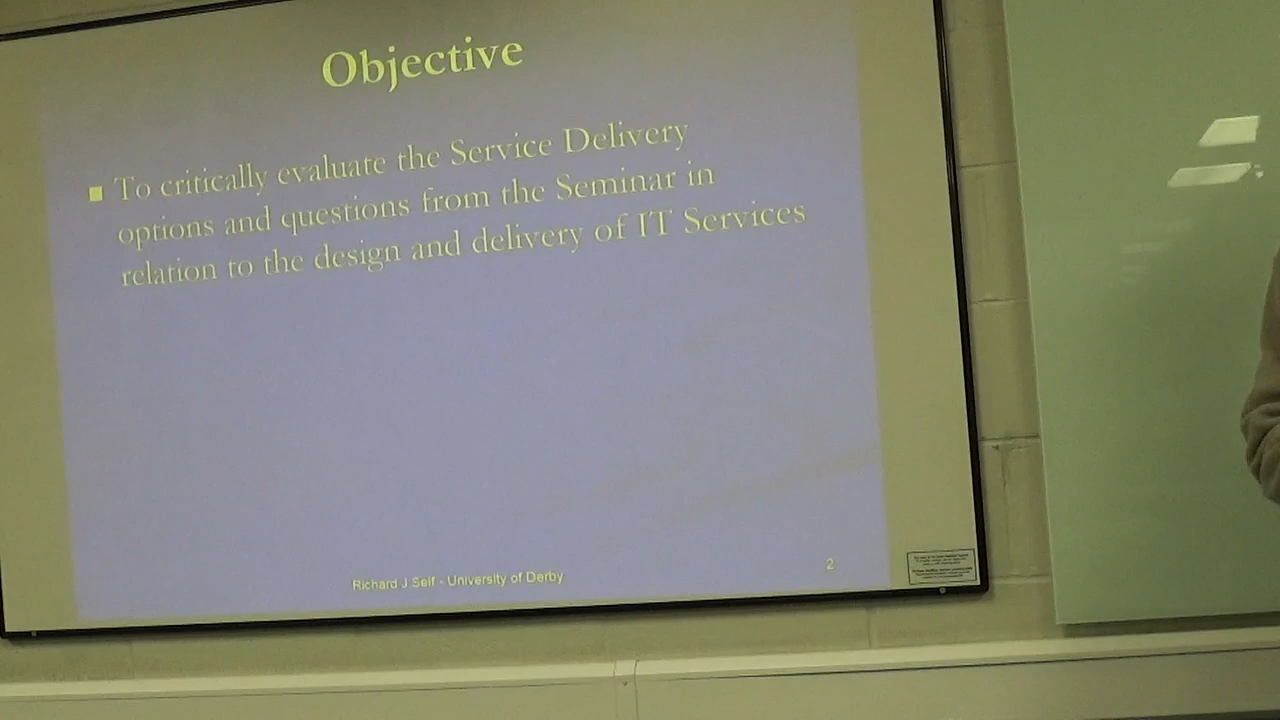 Objective
To critically evaluate the Service Delivery
options and questions from the Seminar in
relation to the design and delivery of IT Services
Richard J Self - University of Derby
2